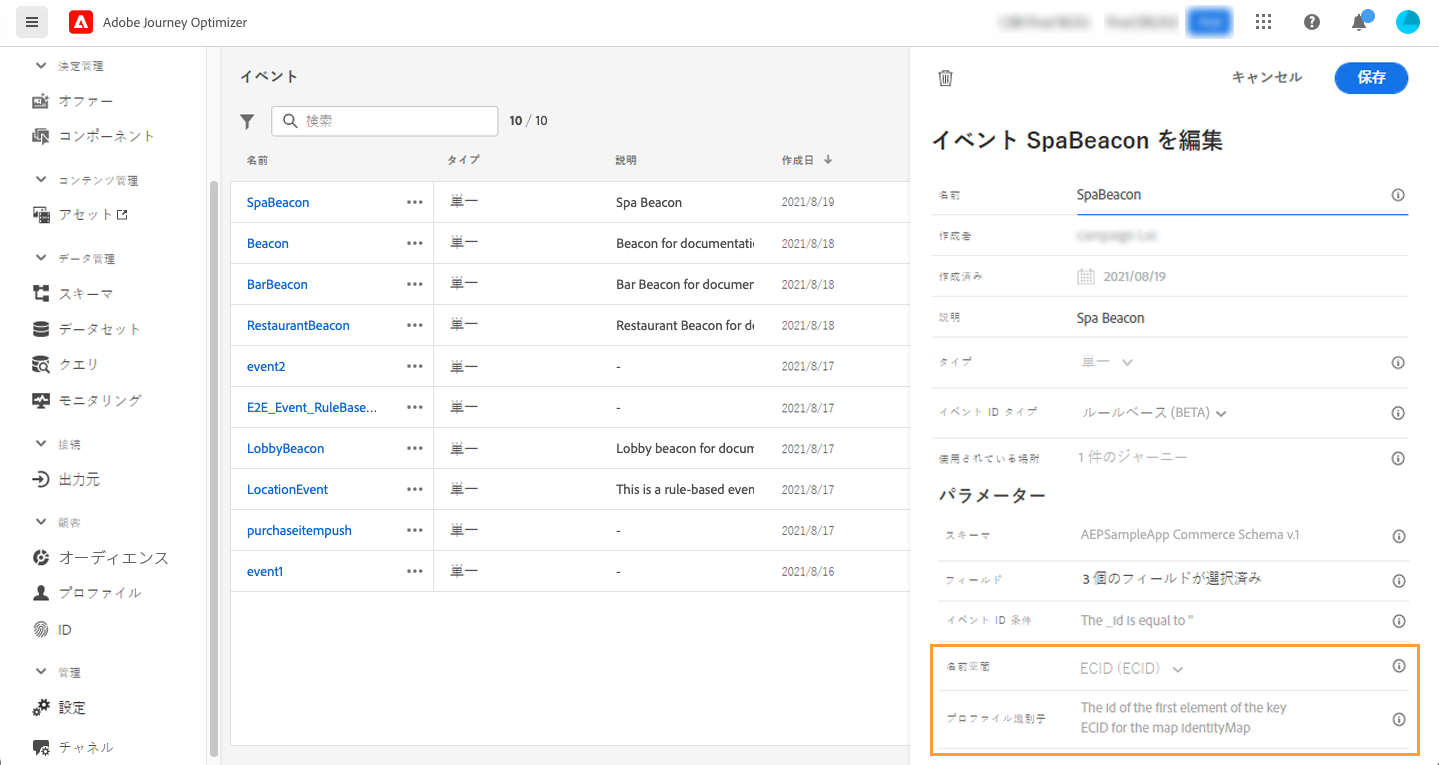 Adobe Journey Optimizer
決定管理
オファー
コンポーネント
コンテンツ管理
アセット
データ管理
スキーマ
データセット
クエリ
モニタリング
接続
出力元
顧客
オーディエンス
プロファイル
ID
管理
設定
チャネル
イベント
検索
10 / 10
名前 タイプ 説明 作成日
SpaBeacon 単一 Spa Beacon 2021/8/19
Beacon 単一 Beacon for documentati 2021/8/18
BarBeacon 単一 Bar Beacon for documen 2021/8/18
RestaurantBeacon 単一 Restaurant Beacon for do 2021/8/18
event2 単一 - 2021/8/17
E2E_Event_RuleBase... 単一 - 2021/8/17
LobbyBeacon 単一 Lobby beacon for docum 2021/8/17
LocationEvent 単一 This is a rule-based even 2021/8/17
purchaseitempush 単一 - 2021/8/17
event1 単一 - 2021/8/16
キャンセル 保存
イベント SpaBeacon を編集
名前 SpaBeacon
作成者
作成済み 2021/08/19
説明 Spa Beacon
タイプ 単一
イベント ID タイプ ルールベース (BETA)
使用されている場所 1 件のジャーニー
パラメーター
スキーマ AEPSampleApp Commerce Schema v.1
フィールド 3 個のフィールドが選択済み
イベント ID 条件 The _id is equal to ''
名前空間 ECID (ECID)
プロファイル識別子 The id of the first element of the key
ECID for the map identityMap